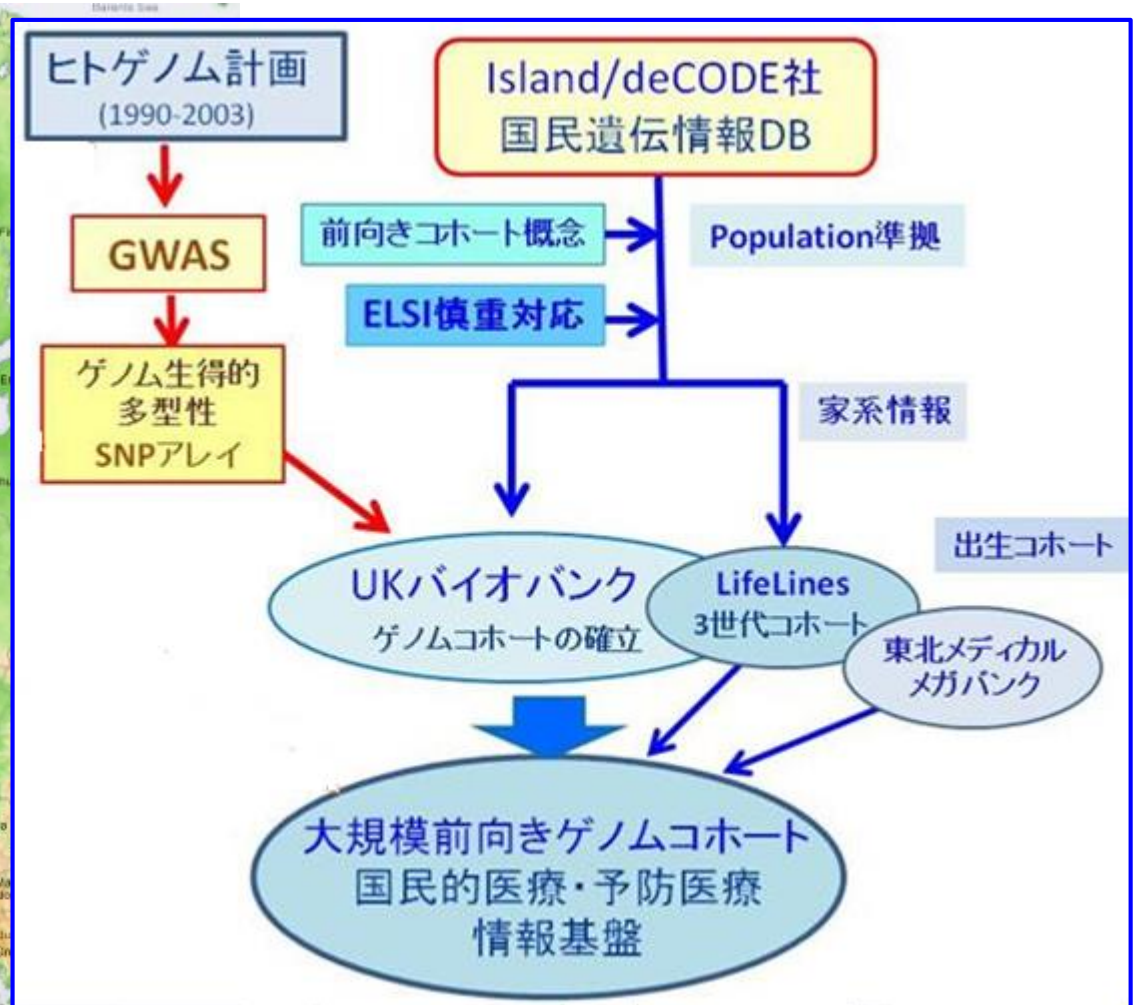 Barents Sea
ヒトゲノム計画
(1990-2003)
Island/deCODE社
国民遺伝情報DB
前向きコホート概念
Population準拠
GWAS
ELSI慎重対応
ゲノム生得的
多型性
SNPアレイ
家系情報
出生コホート
UKバイオバンク
ゲノムコホートの確立
LifeLines
3世代コホート
東北メディカル
メガバンク
大規模前向きゲノムコホート
国民的医療・予防医療
情報基盤